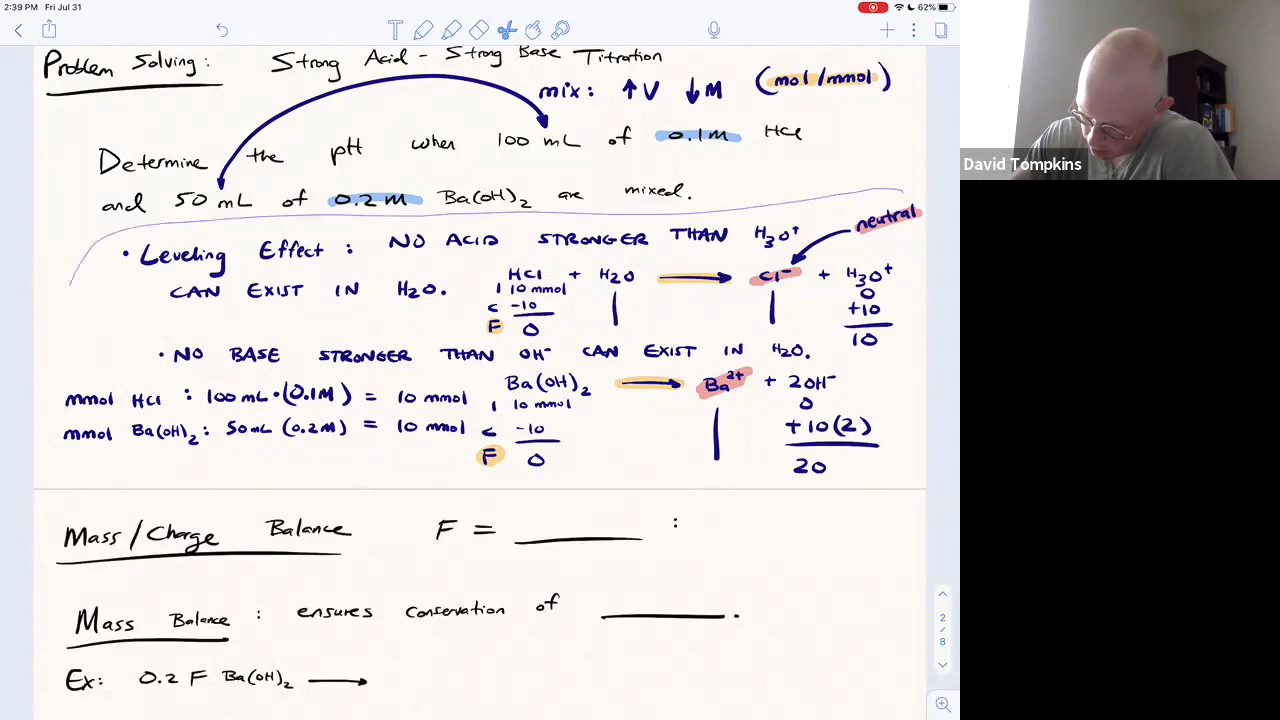 2:39 PM Fri Jul 31
62%
Problem Solving: Strong Acid - Strong Base Titration
mix: ↑V ↓M (mol/mmol)
Determine the pH when 100 mL of 0.1M HCl
and 50 mL of 0.2M Ba(OH)2 are mixed.
David Tompkins
neutral
• Leveling Effect: NO ACID STRONGER THAN H3O+
CAN EXIST IN H2O.
HCl + H2O → Cl- + H3O+
I 10 mmol 0
C -10 +10
F 0 10
• NO BASE STRONGER THAN OH- CAN EXIST IN H2O.
Ba(OH)2 → Ba2+ + 2OH-
I 10 mmol 0
C -10 +10(2)
F 0 20
mmol HCl: 100 mL·(0.1M) = 10 mmol
mmol Ba(OH)2: 50 mL (0.2M) = 10 mmol
Mass/Charge Balance F = ______ :
Mass Balance: ensures conservation of ______.
Ex: 0.2 F Ba(OH)2 →
2
/
8